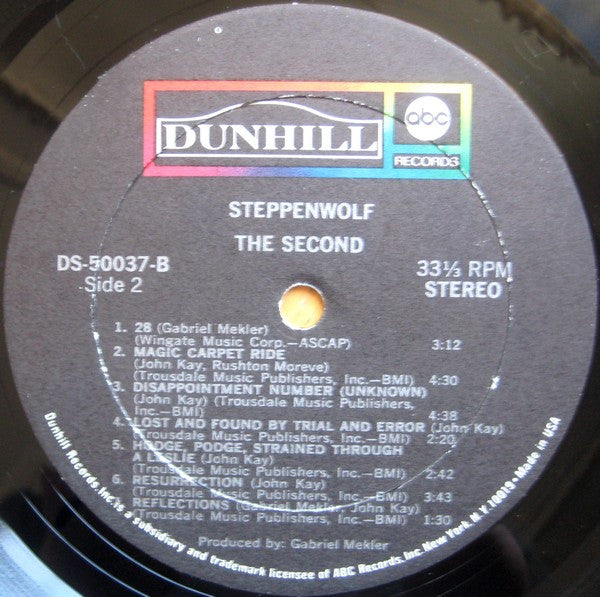 DUNHILL
abc
RECORDS
STEPPENWOLF
THE SECOND
DS-50037-B
Side 2
33⅓ RPM
STEREO
1. 28 (Gabriel Mekler)
(Wingate Music Corp.—ASCAP) 3:12
2. MAGIC CARPET RIDE
(John Kay, Rushton Moreve)
(Trousdale Music Publishers, Inc.—BMI) 4:30
3. DISAPPOINTMENT NUMBER (UNKNOWN)
(John Kay) (Trousdale Music Publishers,
Inc.—BMI) 4:38
4. LOST AND FOUND BY TRIAL AND ERROR (John Kay)
(Trousdale Music Publishers, Inc.—BMI) 2:20
5. HODGE, PODGE, STRAINED THROUGH
A LESLIE (John Kay)
(Trousdale Music Publishers, Inc.—BMI) 2:42
6. RESURRECTION (John Kay)
(Trousdale Music Publishers, Inc.—BMI) 3:43
7. REFLECTIONS (Gabriel Mekler, John Kay)
(Trousdale Music Publishers, Inc.—BMI) 1:30
Produced by: Gabriel Mekler
Dunhill Records, Inc. is a subsidiary and trademark licensee of ABC Records, Inc. New York, N.Y. 10019 • Made in USA